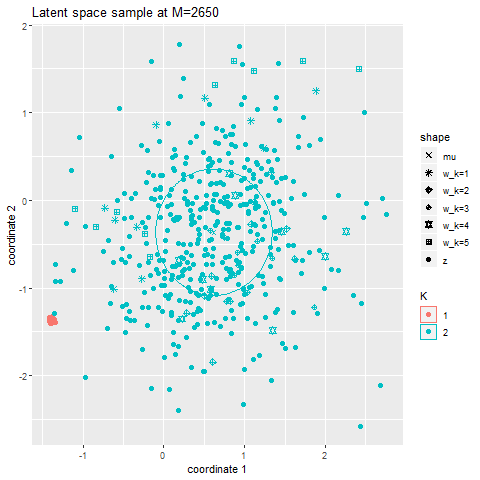 Latent space sample at M=2650
2
1
0
-1
-2
coordinate 2
-1
0
1
2
coordinate 1
shape
mu
w_k=1
w_k=2
w_k=3
w_k=4
w_k=5
z
K
1
2